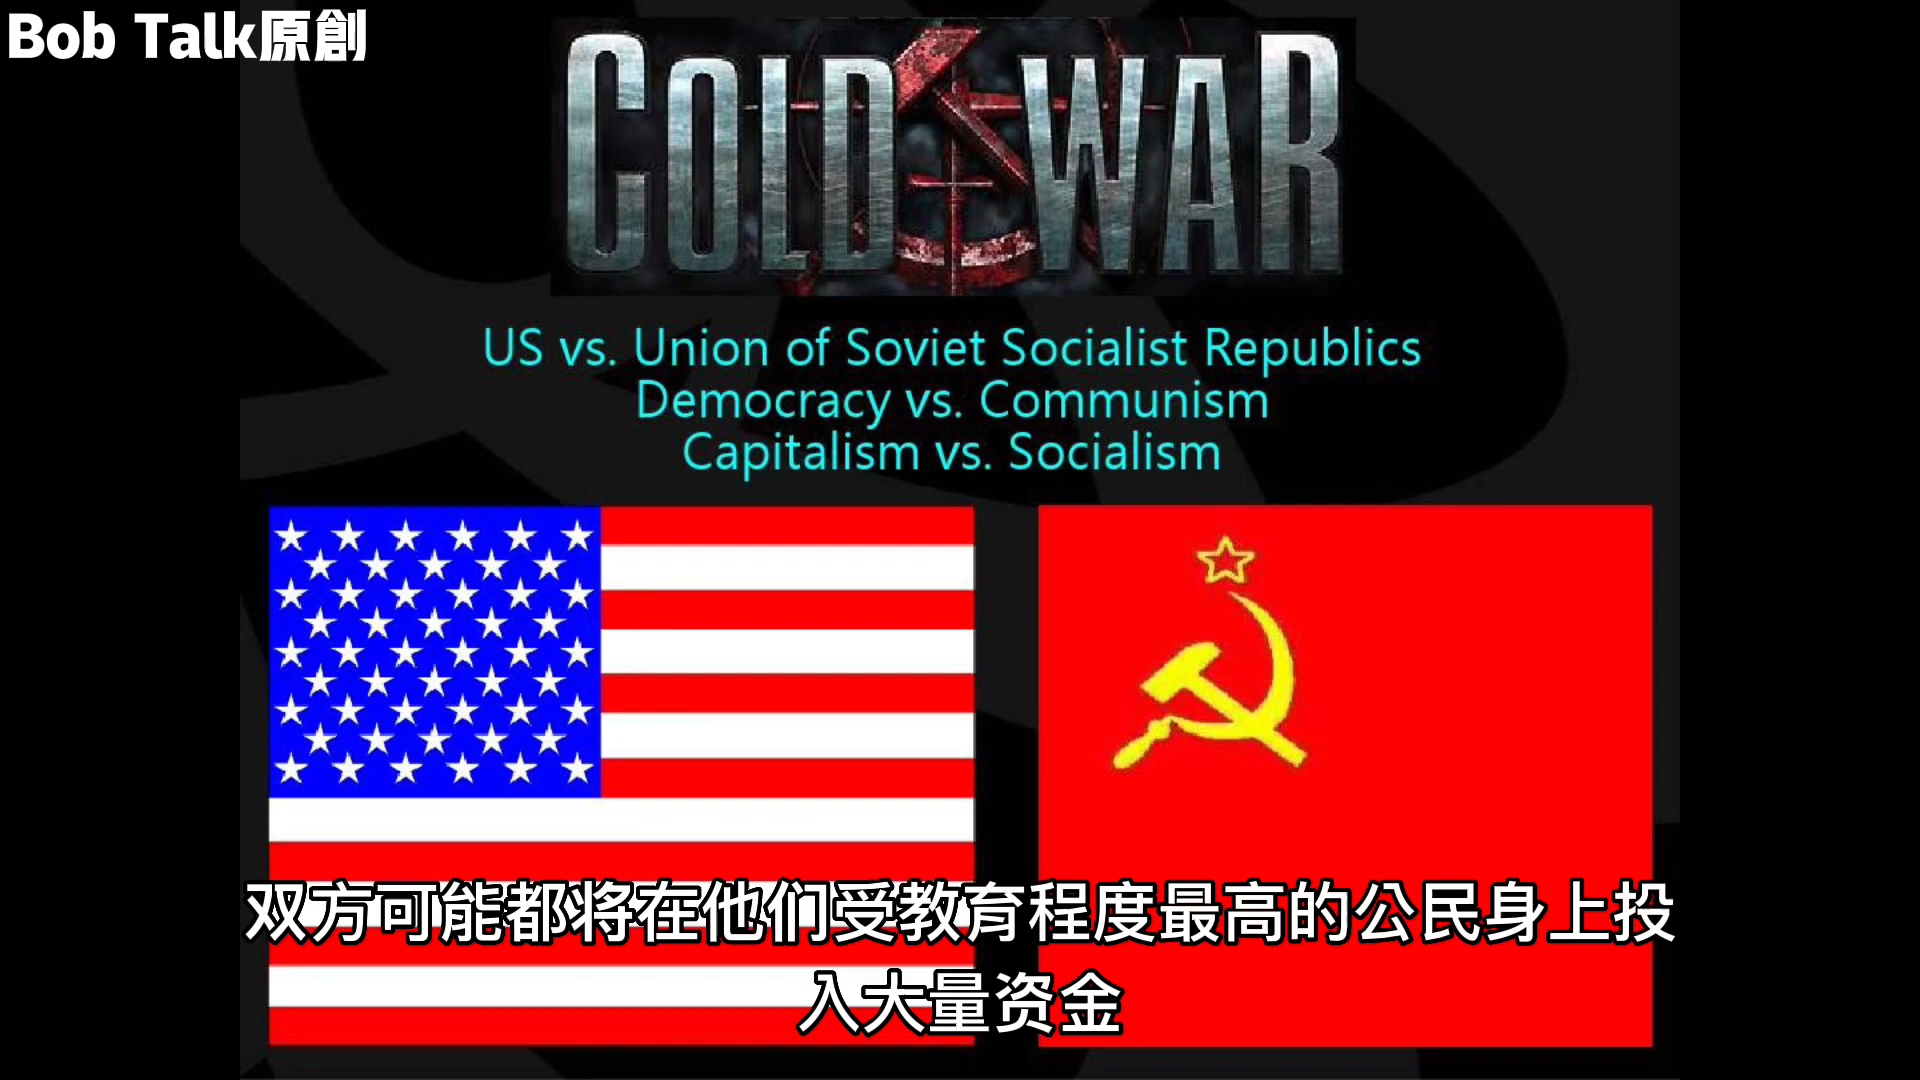 Bob Talk原創
COLD WAR
US vs. Union of Soviet Socialist Republics
Democracy vs. Communism
Capitalism vs. Socialism
双方可能都将在他们受教育程度最高的公民身上投
入大量资金